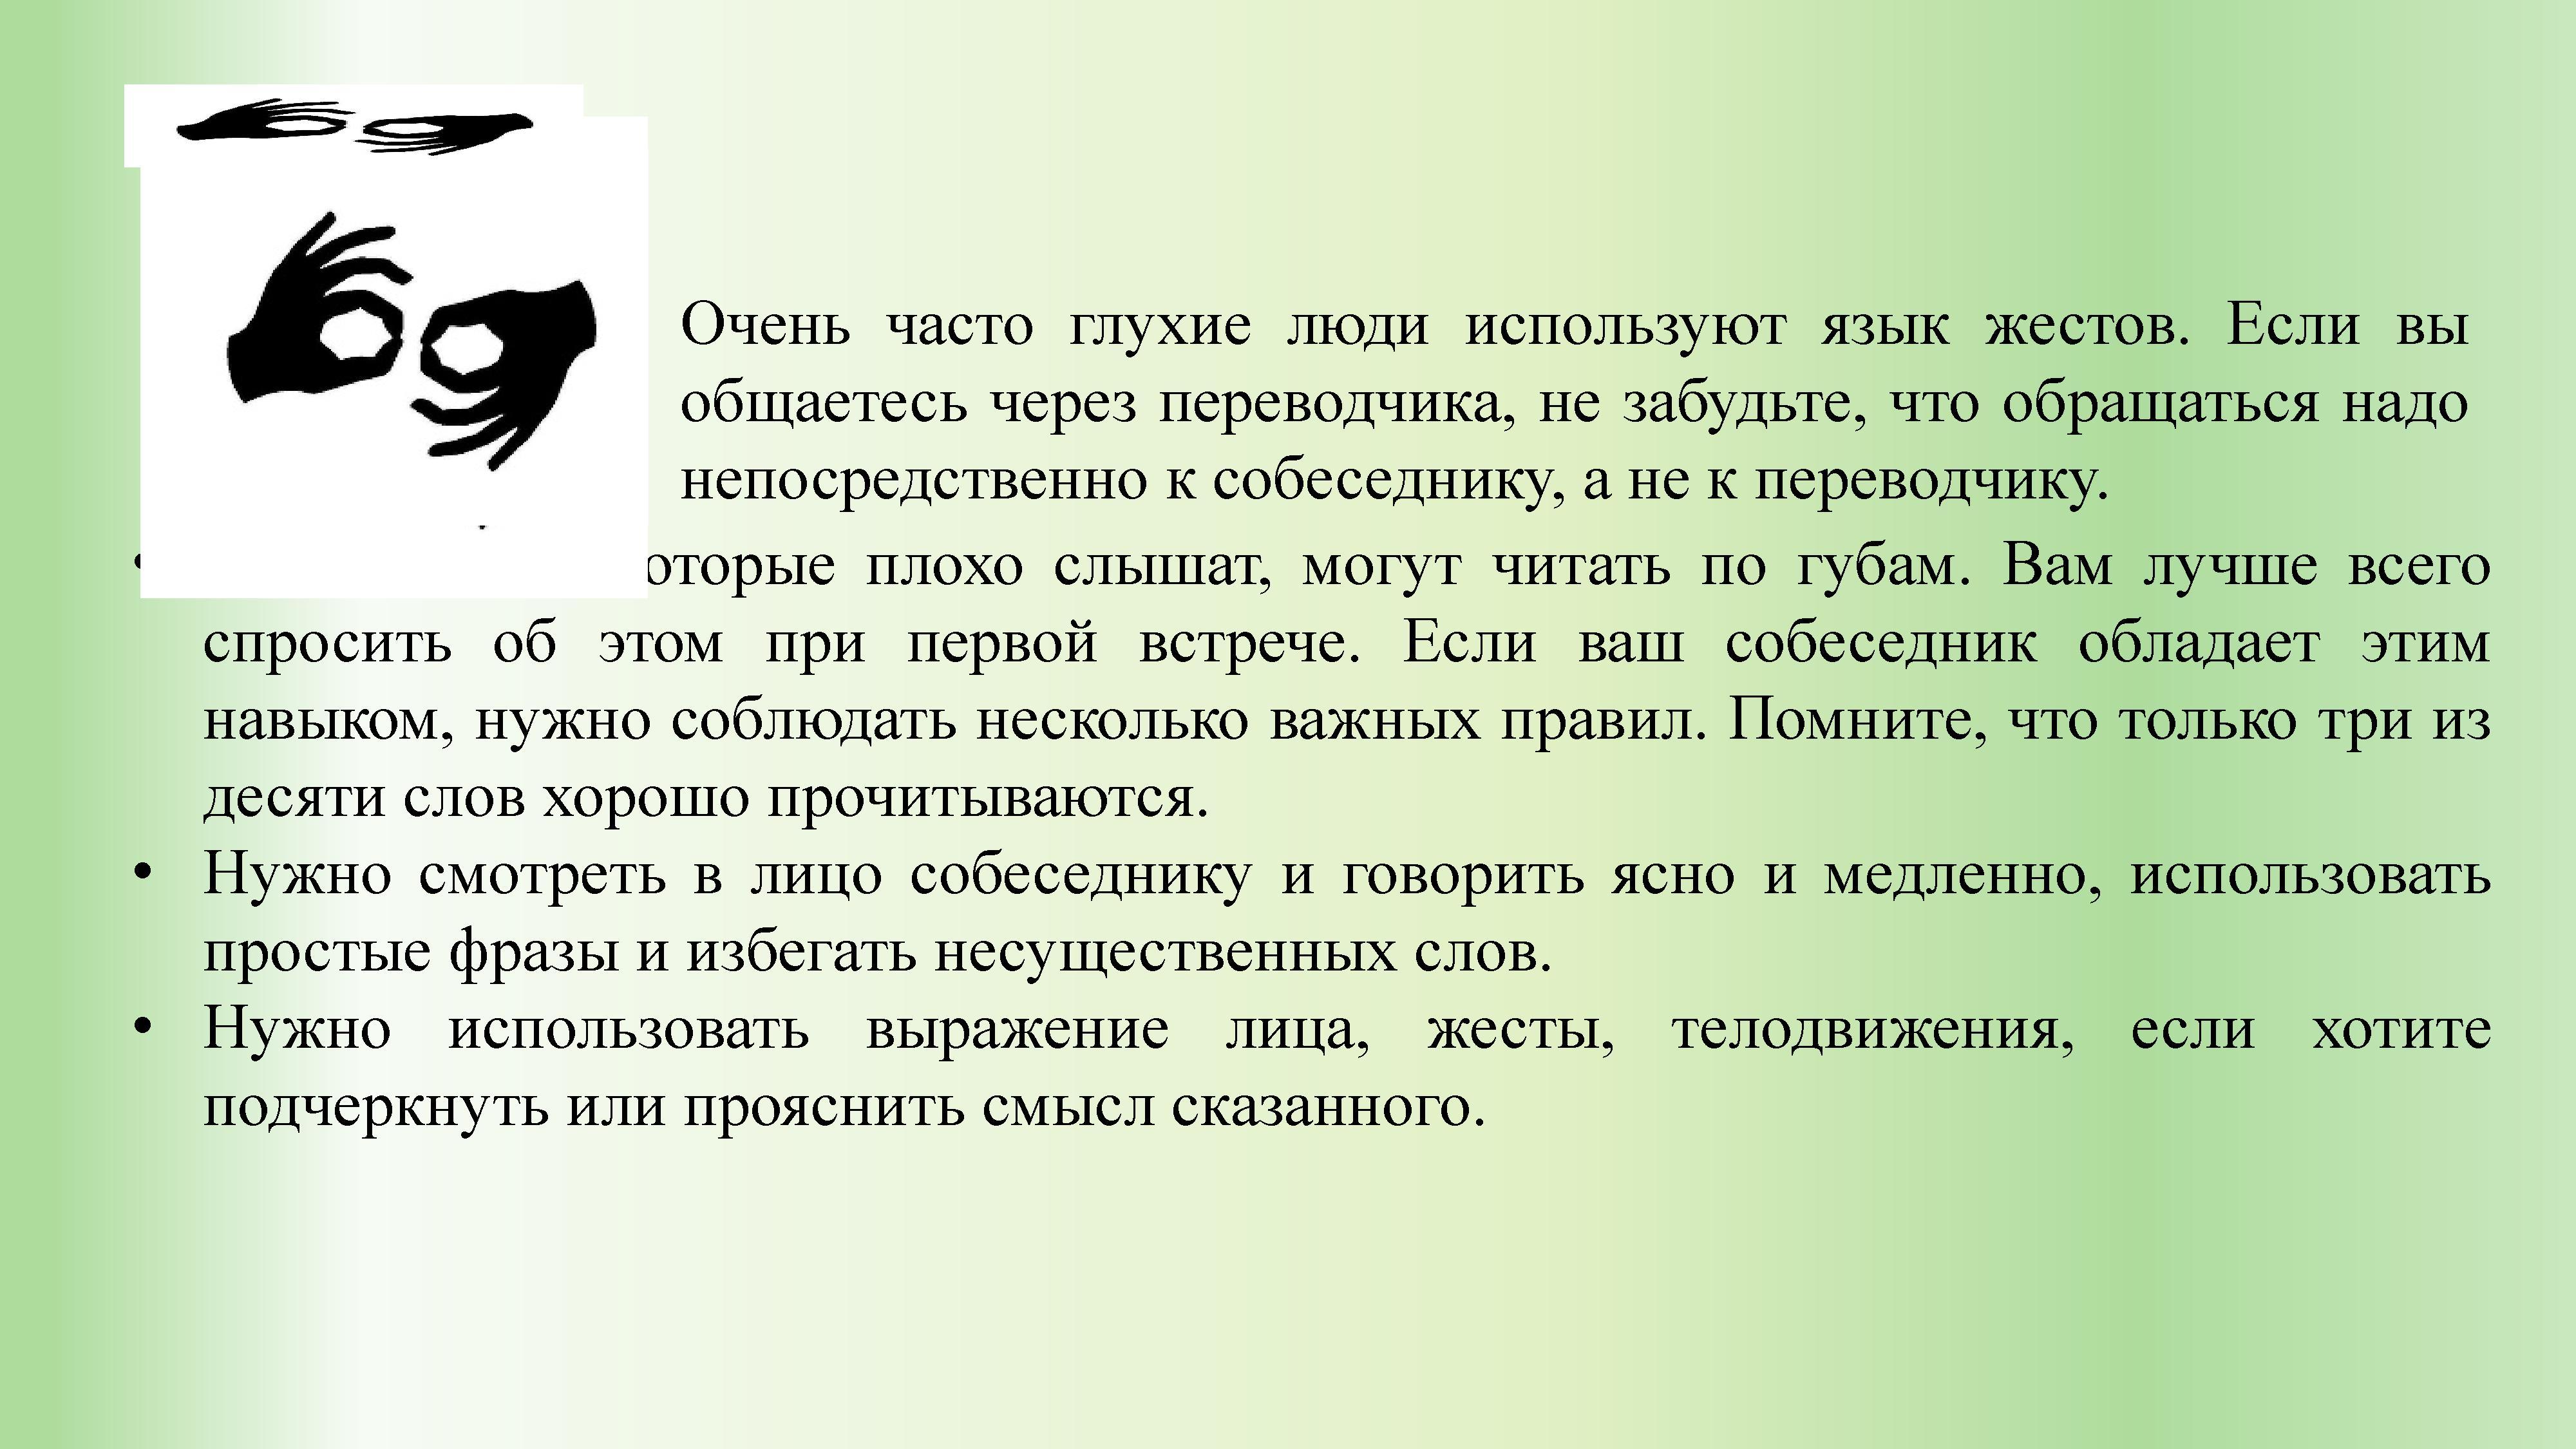 Очень часто глухие люди используют язык жестов. Если вы
общаетесь через переводчика, не забудьте, что обращаться надо
непосредственно к собеседнику, а не к переводчику.
• оторые плохо слышат, могут читать по губам. Вам лучше всего
спросить об этом при первой встрече. Если ваш собеседник обладает этим
навыком, нужно соблюдать несколько важных правил. Помните, что только три из
десяти слов хорошо прочитываются.
• Нужно смотреть в лицо собеседнику и говорить ясно и медленно, использовать
простые фразы и избегать несущественных слов.
• Нужно использовать выражение лица, жесты, телодвижения, если хотите
подчеркнуть или прояснить смысл сказанного.